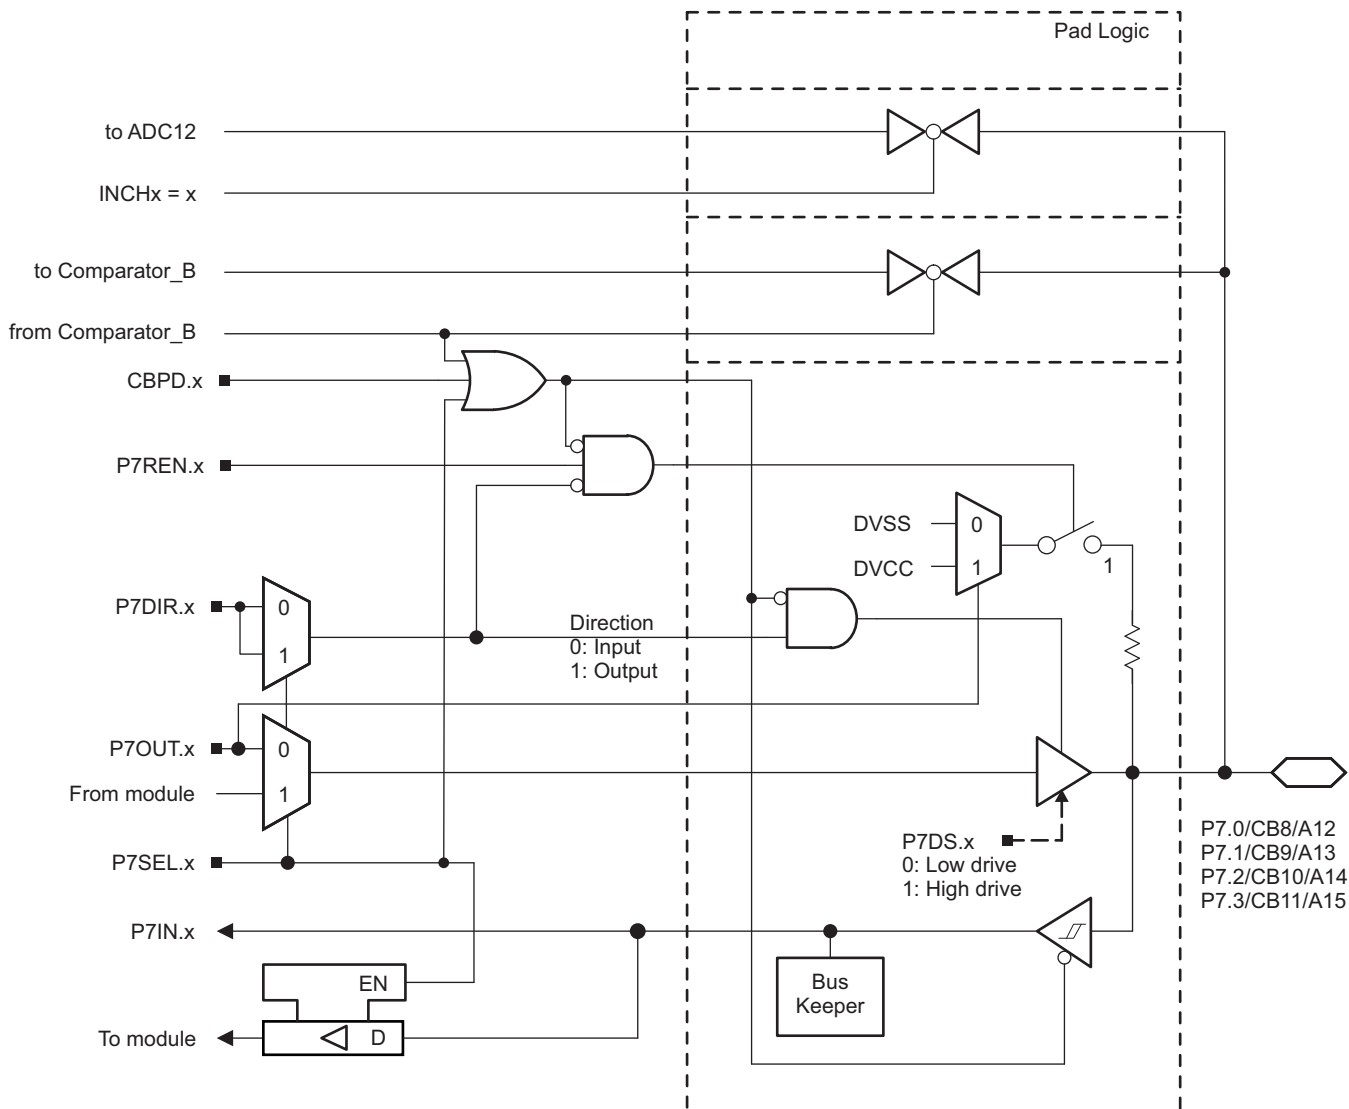 Pad Logic
to ADC12
INCHx = x
to Comparator_B
from Comparator_B
CBPD.x
P7REN.x
DVSS
0
DVCC
1
1
P7DIR.x
0
1
Direction
0: Input
1: Output
P7OUT.x
0
From module
1
P7SEL.x
P7DS.x
0: Low drive
1: High drive
P7.0/CB8/A12
P7.1/CB9/A13
P7.2/CB10/A14
P7.3/CB11/A15
P7IN.x
EN
Bus
Keeper
To module
D